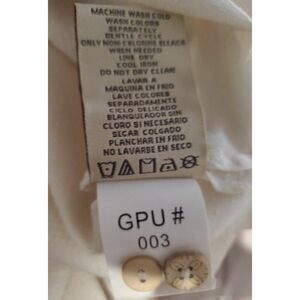 MACHINE WASH COLD
WASH COLORS
SEPARATELY
GENTLE CYCLE
ONLY NON-CHLORINE BLEACH
WHEN NEEDED
LINE DRY
COOL IRON
DO NOT DRY CLEAN
LAVAR A
MAQUINA EN FRIO
LAVE COLORES
SEPARADAMENTE
CICLO DELICADO
BLANQUILADOR SIN
CLORO SI NECESARIO
SECAR COLGADO
PLANCHAR EN FRIO
NO LAVARSE EN SECO
GPU #
003